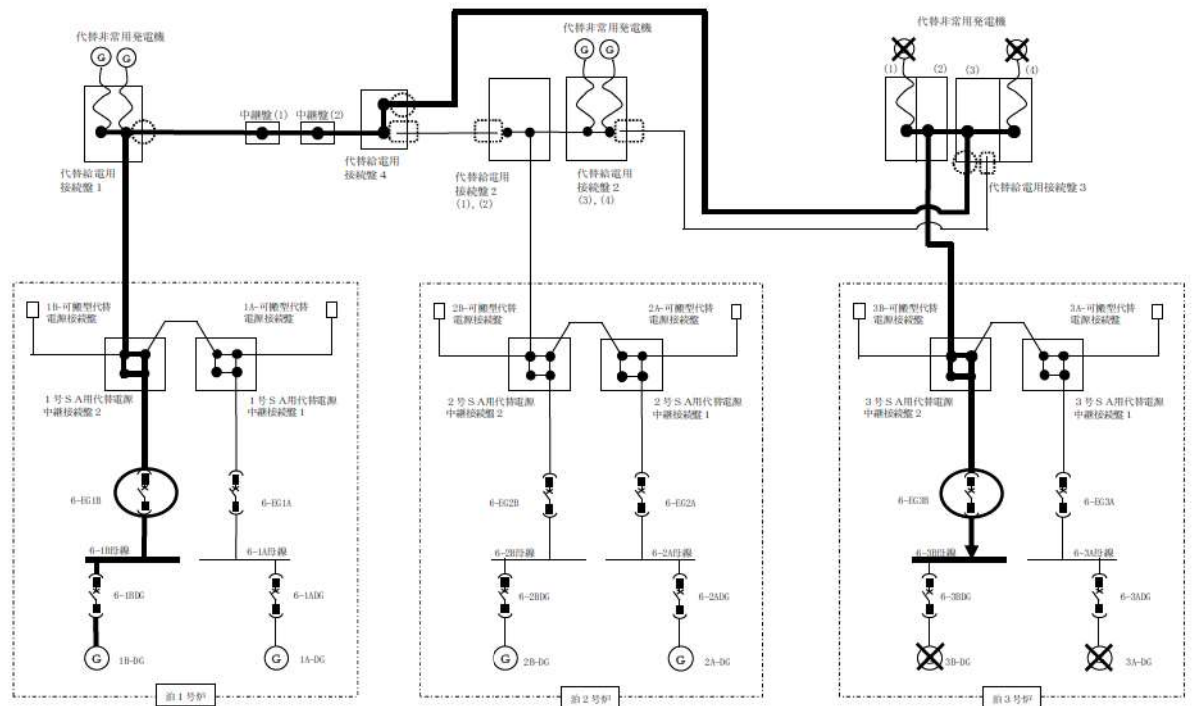 代替非常用発電機
G G
代替給電用
接続盤1
中継盤(1)
中継盤(2)
代替給電用
接続盤4
代替給電用
接続盤2
(1),(2)
代替非常用発電機
G G
代替給電用
接続盤2
(3),(4)
代替非常用発電機
(1)
(2)
(3)
(4)
代替給電用接続盤3
1B-可搬型代替
電源接続盤
1A-可搬型代替
電源接続盤
1号SA用代替電源
中継接続盤2
1号SA用代替電源
中継接続盤1
6-EG1B
6-EG1A
6-1B母線
6-1A母線
6-1BDG
6-1ADG
G
1B-DG
G
1A-DG
泊1号炉
2B-可搬型代替
電源接続盤
2A-可搬型代替
電源接続盤
2号SA用代替電源
中継接続盤2
2号SA用代替電源
中継接続盤1
6-EG2B
6-EG2A
6-2B母線
6-2A母線
6-2BDG
6-2ADG
G
2B-DG
G
2A-DG
泊2号炉
3B-可搬型代替
電源接続盤
3A-可搬型代替
電源接続盤
3号SA用代替電源
中継接続盤2
3号SA用代替電源
中継接続盤1
6-EG3B
6-EG3A
6-3B母線
6-3A母線
6-3BDG
6-3ADG
3B-DG
3A-DG
泊3号炉